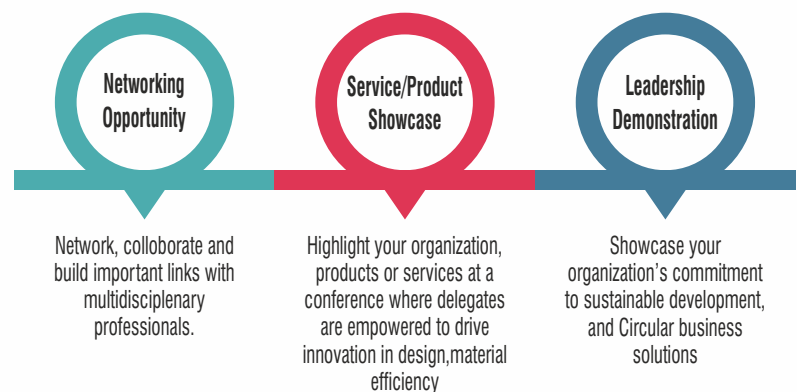 Networking
Opportunity
Network, colloborate and
build important links with
multidisciplenary
professionals.
Service/Product
Showcase
Highlight your organization,
products or services at a
conference where delegates
are empowered to drive
innovation in design,material
efficiency
Leadership
Demonstration
Showcase your
organization's commitment
to sustainable development,
and Circular business
solutions